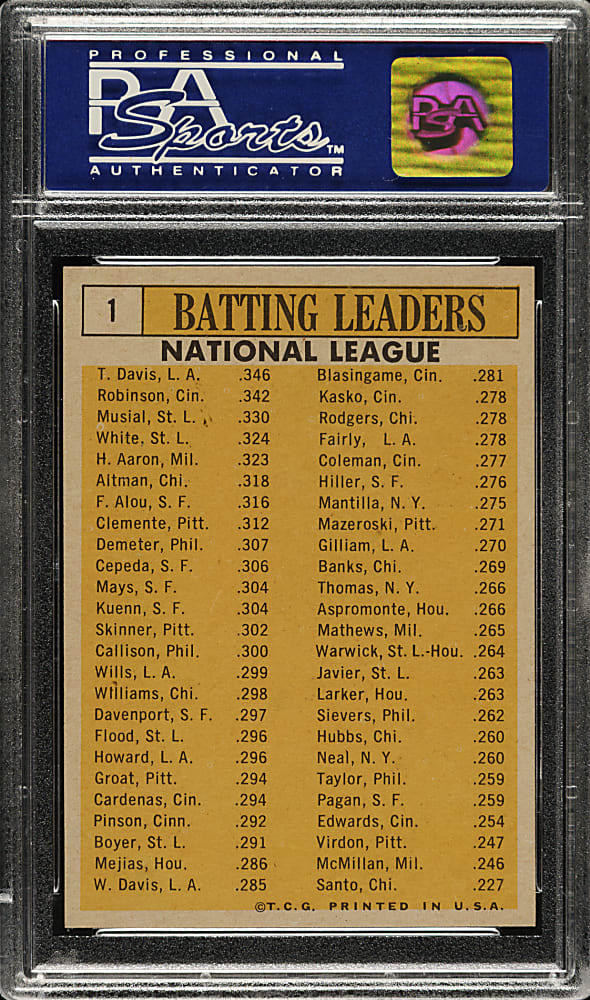 PROFESSIONAL
PSA
Sports™
AUTHENTICATOR
PSA
1 BATTING LEADERS
NATIONAL LEAGUE
T. Davis, L. A. .346 Blasingame, Cin. .281
Robinson, Cin. .342 Kasko, Cin. .278
Musial, St. L. .330 Rodgers, Chi. .278
White, St. L. .324 Fairly, L. A. .278
H. Aaron, Mil. .323 Coleman, Cin. .277
Altman, Chi. .318 Hiller, S. F. .276
F. Alou, S. F. .316 Mantilla, N. Y. .275
Clemente, Pitt. .312 Mazeroski, Pitt. .271
Demeter, Phil. .307 Gilliam, L. A. .270
Cepeda, S. F. .306 Banks, Chi. .269
Mays, S. F. .304 Thomas, N. Y. .266
Kuenn, S. F. .304 Aspromonte, Hou. .266
Skinner, Pitt. .302 Mathews, Mil. .265
Callison, Phil. .300 Warwick, St. L.-Hou. .264
Wills, L. A. .299 Javier, St. L. .263
Williams, Chi. .298 Larker, Hou. .263
Davenport, S. F. .297 Sievers, Phil. .262
Flood, St. L. .296 Hubbs, Chi. .260
Howard, L. A. .296 Neal, N. Y. .260
Groat, Pitt. .294 Taylor, Phil. .259
Cardenas, Cin. .294 Pagan, S. F. .259
Pinson, Cinn. .292 Edwards, Cin. .254
Boyer, St. L. .291 Virdon, Pitt. .247
Mejias, Hou. .286 McMillan, Mil. .246
W. Davis, L. A. .285 Santo, Chi. .227
©T.C.G. PRINTED IN U.S.A.